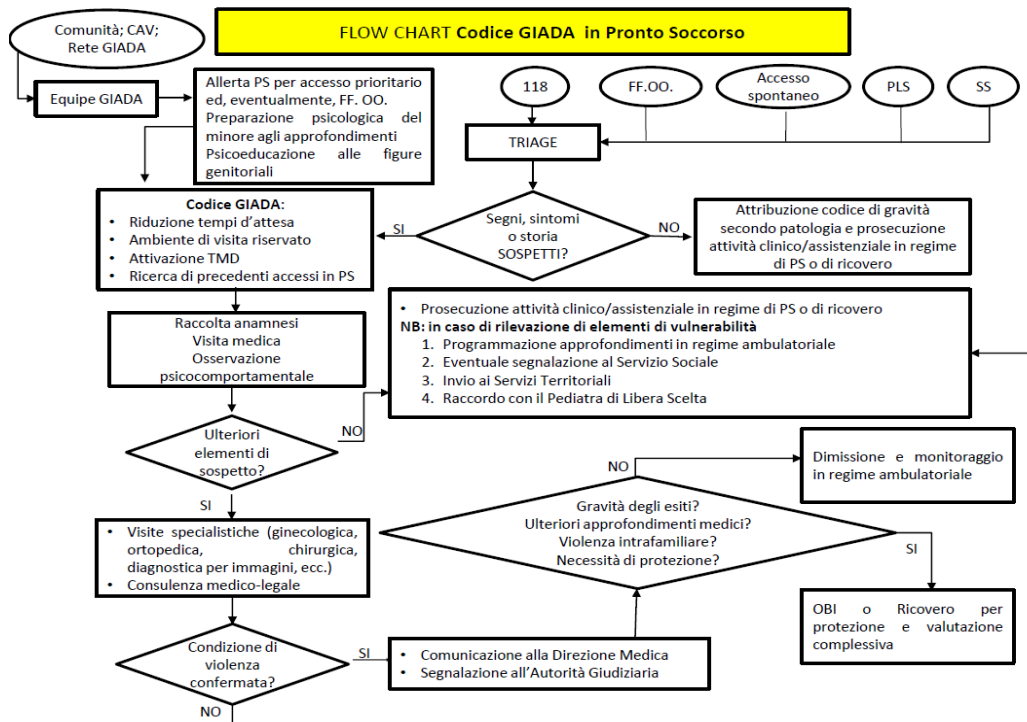 FLOW CHART Codice GIADA in Pronto Soccorso
Comunità; CAV;
Rete GIADA
Equipe GIADA
Allerta PS per accesso prioritario
ed, eventualmente, FF. OO.
Preparazione psicologica del
minore agli approfondimenti
Psicoeducazione alle figure
genitoriali
118
FF.OO.
Accesso
spontaneo
PLS
SS
TRIAGE
Segni, sintomi
o storia
SOSPETTI?
SI
NO
Attribuzione codice di gravità
secondo patologia e prosecuzione
attività clinico/assistenziale in regime
di PS o di ricovero
Codice GIADA:
• Riduzione tempi d'attesa
• Ambiente di visita riservato
• Attivazione TMD
• Ricerca di precedenti accessi in PS
Raccolta anamnesi
Visita medica
Osservazione
psicocomportamentale
• Prosecuzione attività clinico/assistenziale in regime di PS o di ricovero
NB: in caso di rilevazione di elementi di vulnerabilità
1. Programmazione approfondimenti in regime ambulatoriale
2. Eventuale segnalazione al Servizio Sociale
3. Invio ai Servizi Territoriali
4. Raccordo con il Pediatra di Libera Scelta
Ulteriori
elementi di
sospetto?
NO
SI
• Visite specialistiche (ginecologica,
ortopedica, chirurgica,
diagnostica per immagini, ecc.)
• Consulenza medico-legale
Condizione di
violenza
confermata?
SI
NO
• Comunicazione alla Direzione Medica
• Segnalazione all'Autorità Giudiziaria
Gravità degli esiti?
Ulteriori approfondimenti medici?
Violenza intrafamiliare?
Necessità di protezione?
NO
Dimissione e monitoraggio
in regime ambulatoriale
SI
OBI o Ricovero per
protezione e valutazione
complessiva